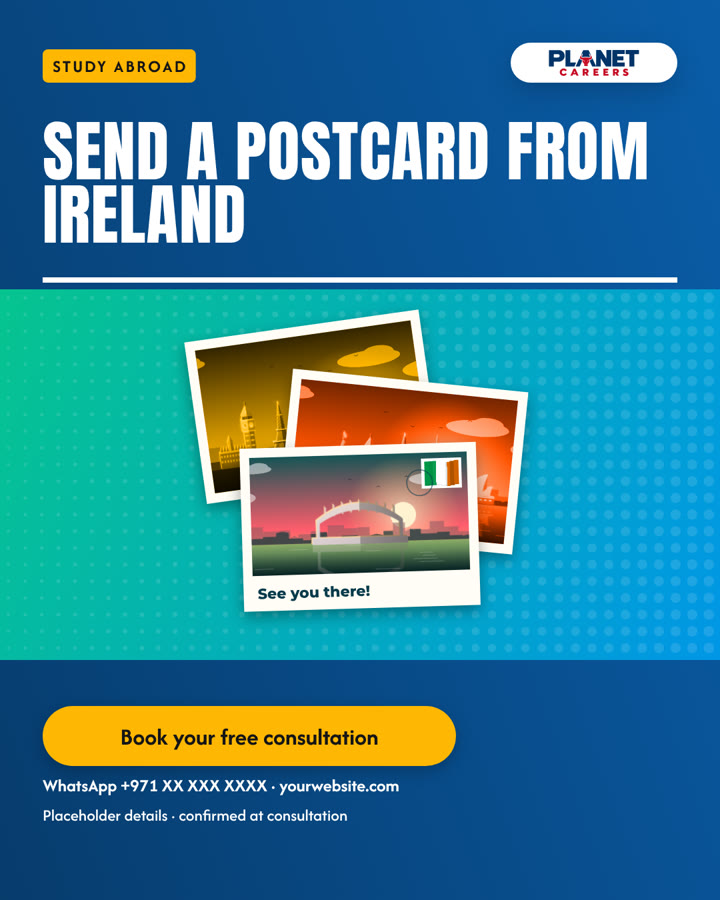 STUDY ABROAD
PLANET
CAREERS
SEND A POSTCARD FROM
IRELAND
See you there!
Book your free consultation
WhatsApp +971 XX XXX XXXX · yourwebsite.com
Placeholder details · confirmed at consultation